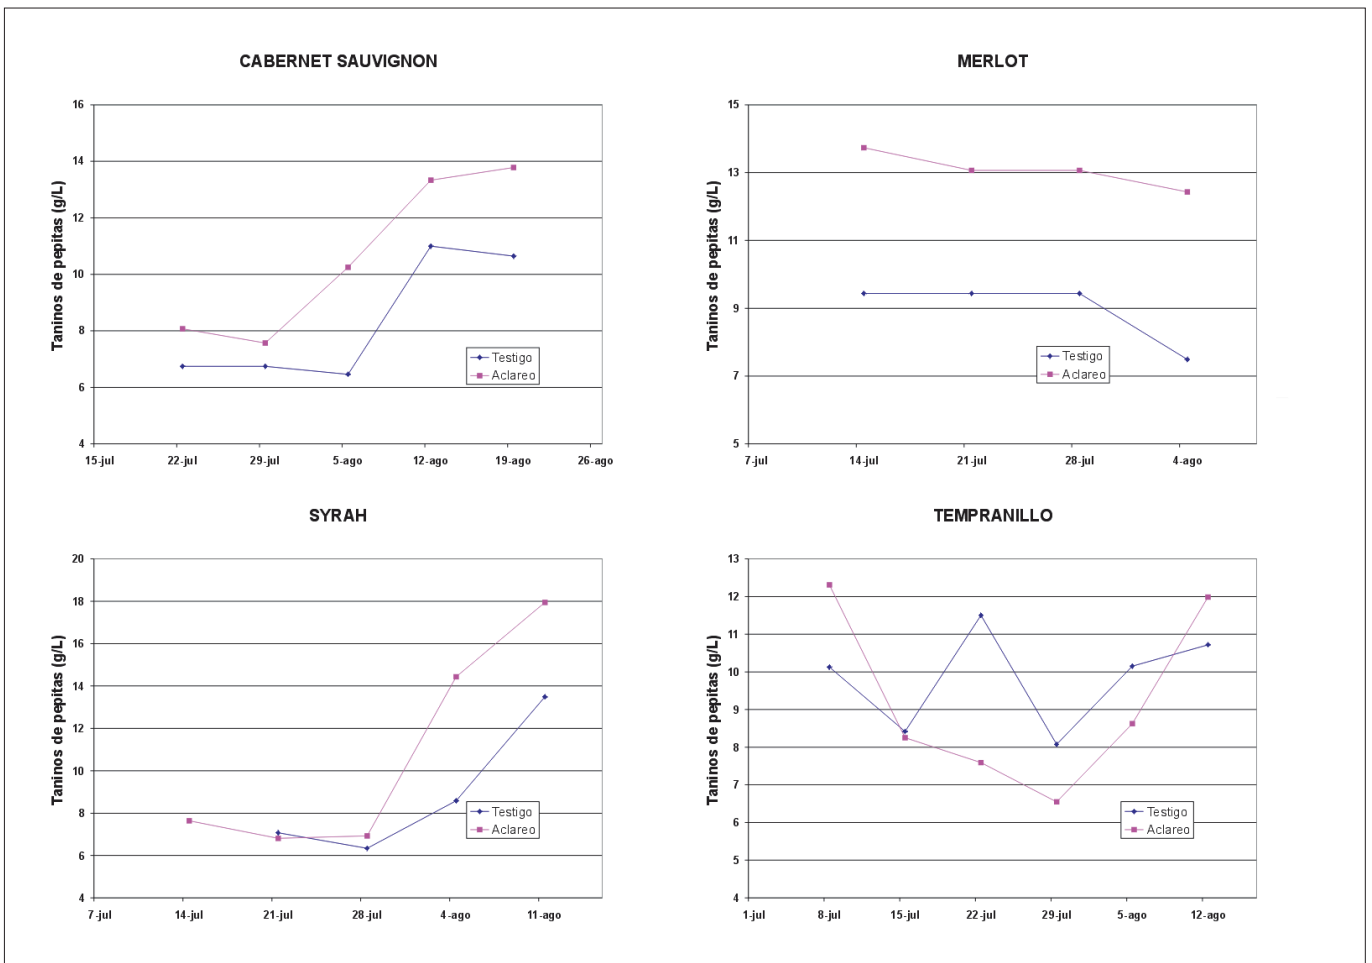 CABERNET SAUVIGNON
Taninos de pepitas (g/L)
16
14
12
10
8
6
4
15-jul 22-jul 29-jul 5-ago 12-ago 19-ago 26-ago
Testigo
Aclareo
MERLOT
Taninos de pepitas (g/L)
15
13
11
9
7
5
7-jul 14-jul 21-jul 28-jul 4-ago
Testigo
Aclareo
SYRAH
Taninos de pepitas (g/L)
20
18
16
14
12
10
8
6
4
7-jul 14-jul 21-jul 28-jul 4-ago 11-ago
Testigo
Aclareo
TEMPRANILLO
Taninos de pepitas (g/L)
13
12
11
10
9
8
7
6
5
4
1-jul 8-jul 15-jul 22-jul 29-jul 5-ago 12-ago
Testigo
Aclareo